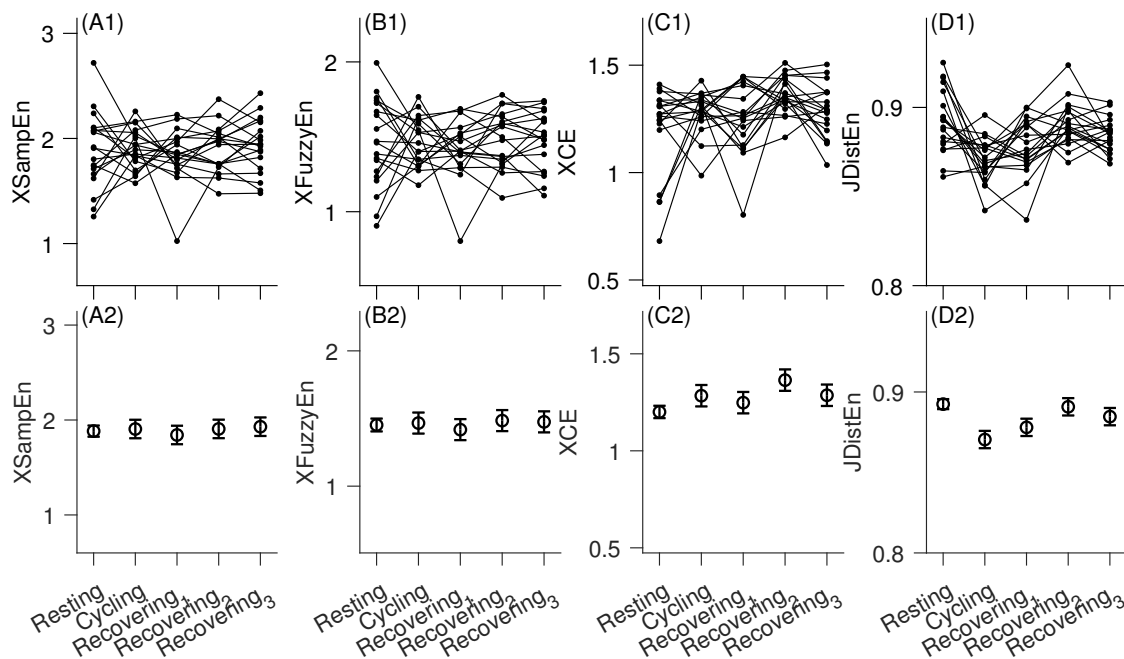 (A1)
XSampEn
3
2
1
(B1)
XFuzzyEn
2
1
(C1)
XCE
1.5
1
0.5
(D1)
JDistEn
0.9
0.8
(A2)
XSampEn
3
2
1
Resting
Cycling
Recovering1
Recovering2
Recovering3
(B2)
XFuzzyEn
2
1
Resting
Cycling
Recovering1
Recovering2
Recovering3
(C2)
XCE
1.5
1
0.5
Resting
Cycling
Recovering1
Recovering2
Recovering3
(D2)
JDistEn
0.9
0.8
Resting
Cycling
Recovering1
Recovering2
Recovering3